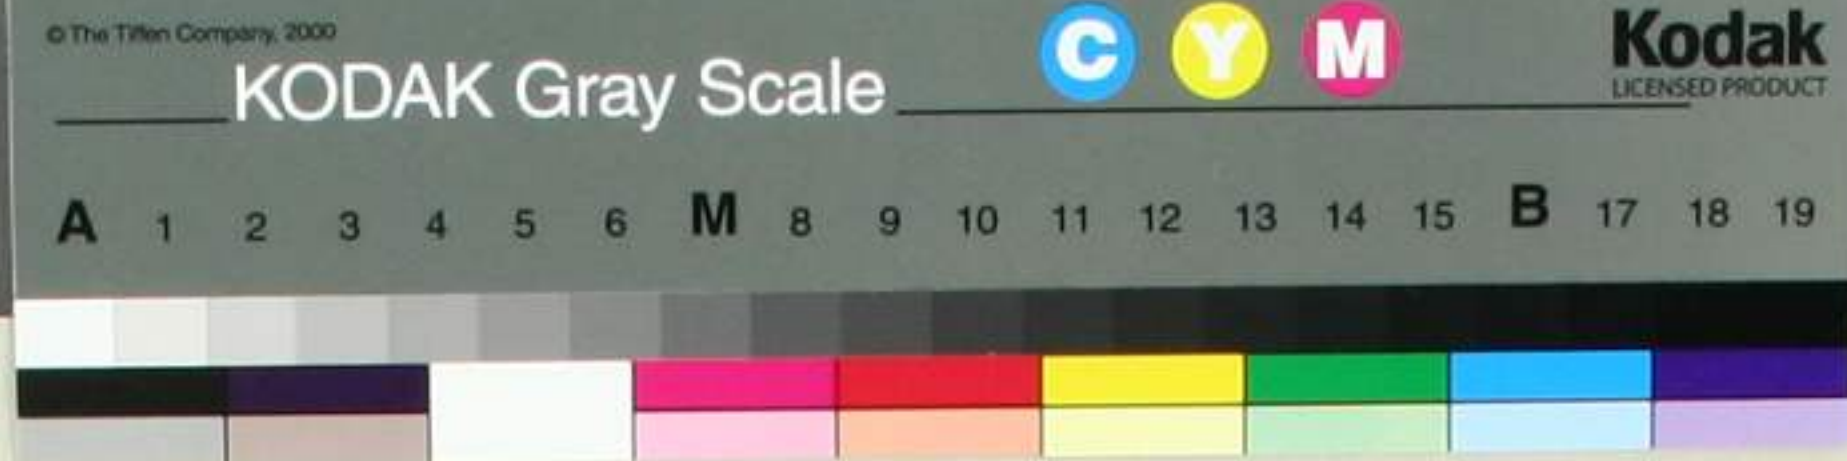 © The Tiffen Company, 2000
KODAK Gray Scale
C Y M
Kodak
LICENSED PRODUCT
A 1 2 3 4 5 6 M 8 9 10 11 12 13 14 15 B 17 18 19